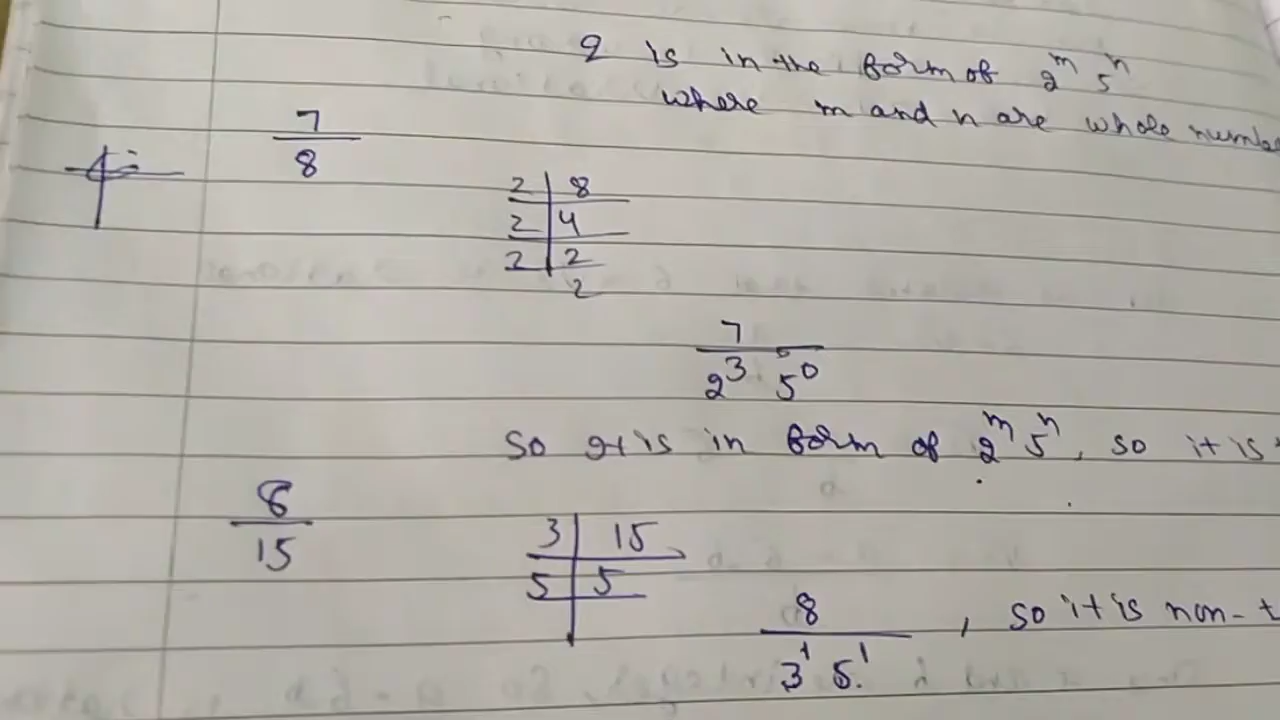 q is in the form of 2^m 5^n
where m and n are whole numbe
7
8
2 | 8
2 | 4
2 | 2
2
7
2^3 5^0
So it is in form of 2^m 5^n, so it is
8
15
3 | 15
5 | 5
8
3^1 5^1 , so it is non-t